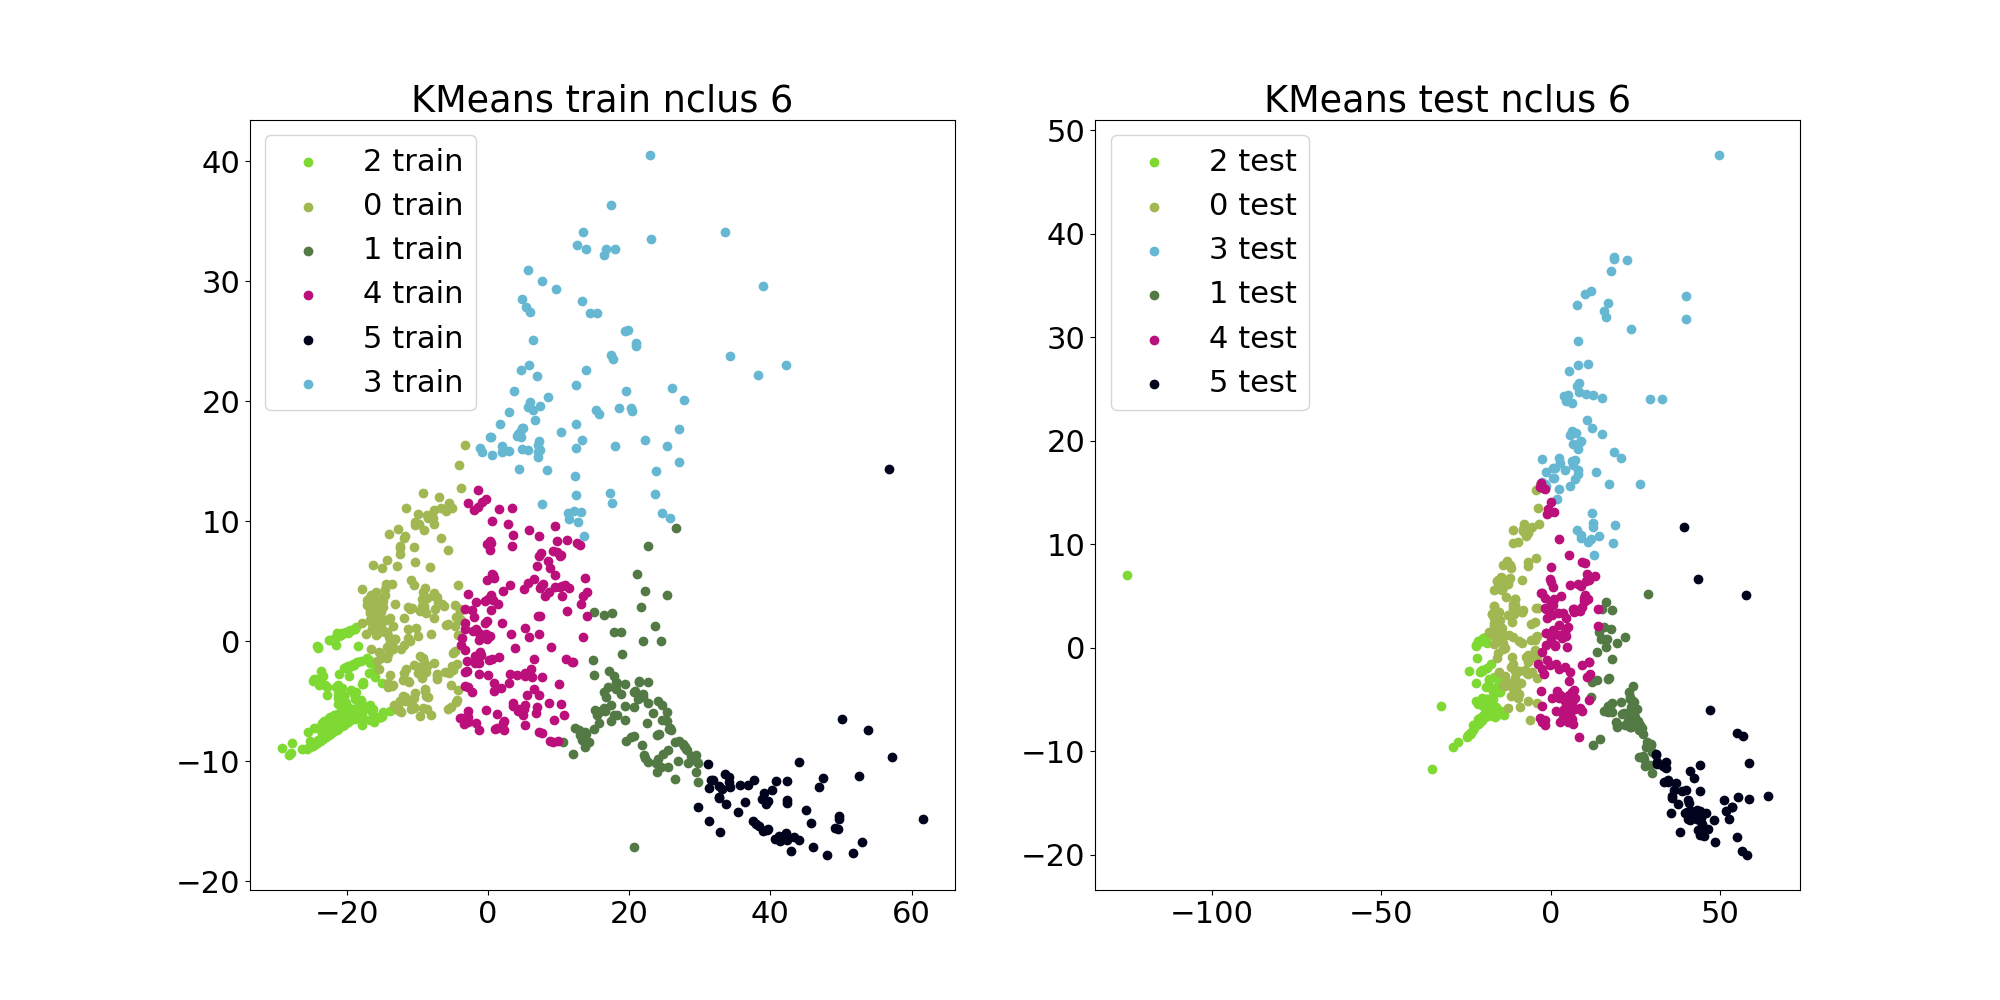 KMeans train nclus 6
2 train
0 train
1 train
4 train
5 train
3 train
40
30
20
10
0
−10
−20
−20 0 20 40 60
KMeans test nclus 6
2 test
0 test
3 test
1 test
4 test
5 test
50
40
30
20
10
0
−10
−20
−100 −50 0 50